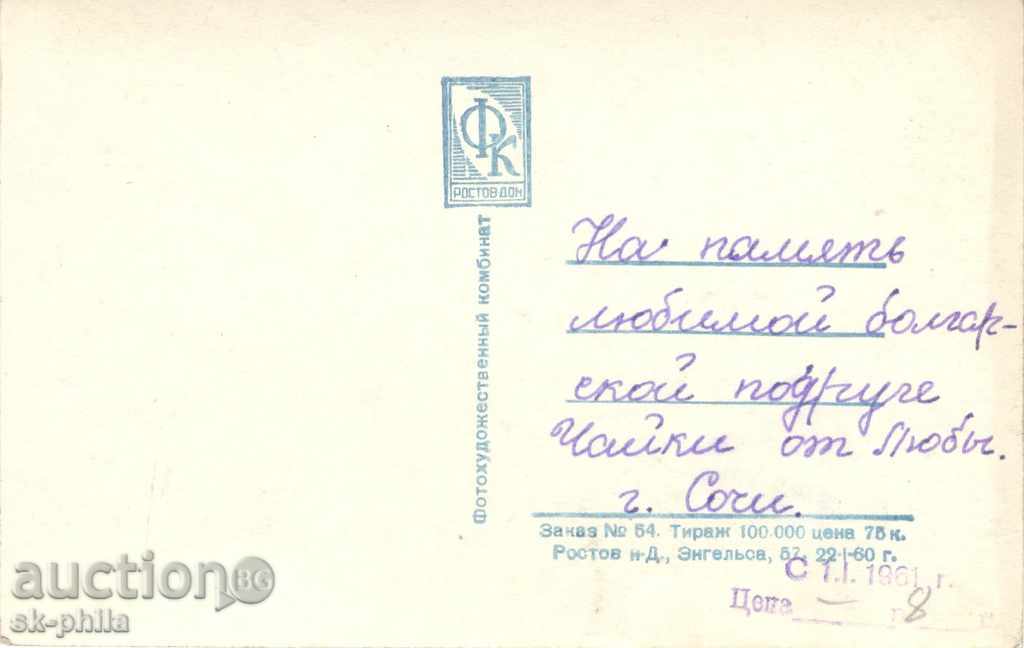 ФК
РОСТОВ ДОН
Фотохудожественный комбинат
На память
любимой болгар-
ской подруге
Чайки от Любы.
г. Сочи.
Заказ № 54. Тираж 100.000 цена 75 к.
Ростов н-Д., Энгельса, 57, 22-I-60 г.
С 1.I. 1961 г.
Цена — 8
auction BG
sk-phila